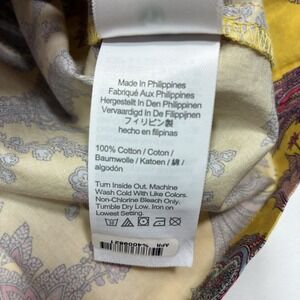 Made In Philippines
Fabriqué Aux Philippines
Hergestellt In Den Philippinen
Vervaardigd In De Filippijnen
フィリピン製
hecho en filipinas
100% Cotton / Coton /
Baumwolle / Katoen / 綿 /
algodón
Turn Inside Out. Machine
Wash Cold With Like Colors.
Non-Chlorine Bleach Only.
Tumble Dry Low, Iron on
Lowest Setting.